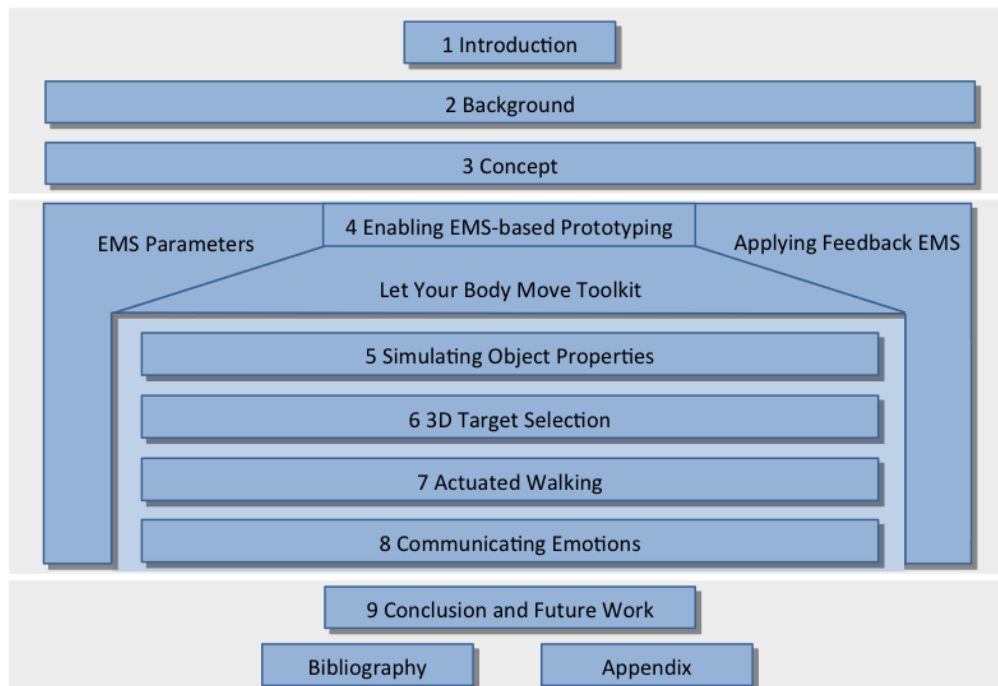 1 Introduction
2 Background
3 Concept
4 Enabling EMS-based Prototyping
EMS Parameters
Applying Feedback EMS
Let Your Body Move Toolkit
5 Simulating Object Properties
6 3D Target Selection
7 Actuated Walking
8 Communicating Emotions
9 Conclusion and Future Work
Bibliography
Appendix